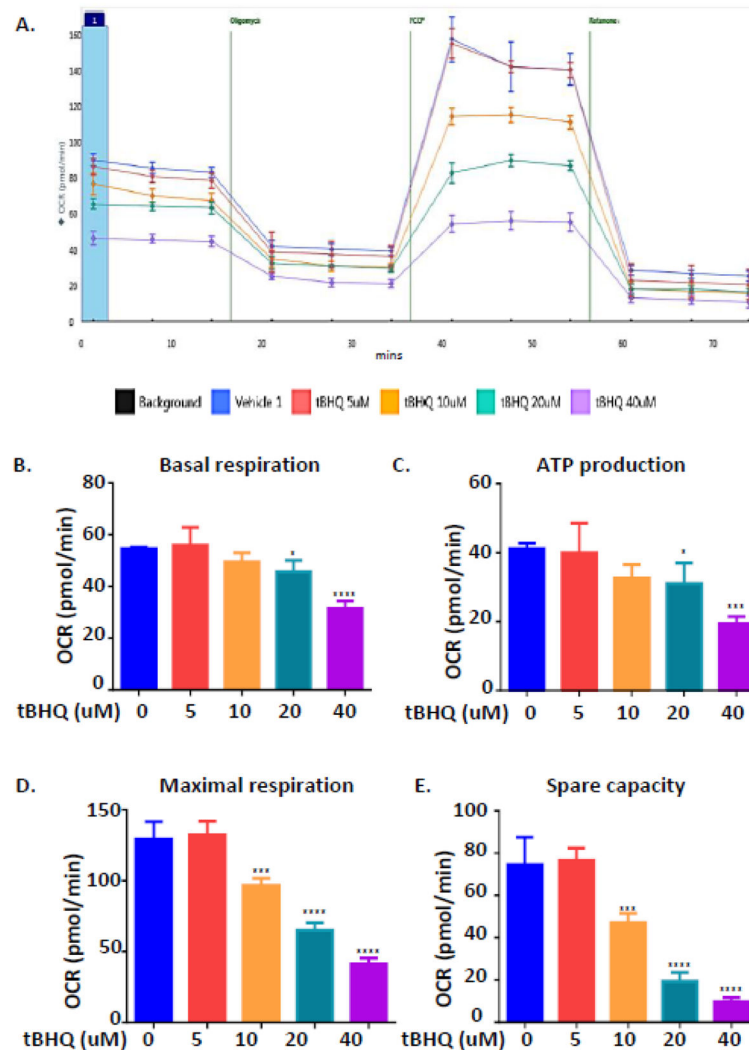 A.
1
Oligomyci
FCCP
Rotenone
160
140
120
100
80
60
40
20
0
OCR (pmol/min)
0 10 20 30 40 50 60 70
mins
Background Vehicle 1 tBHQ 5uM tBHQ 10uM tBHQ 20uM tBHQ 40uM
B. Basal respiration
OCR (pmol/min)
80
60
40
20
0
*
****
tBHQ (uM) 0 5 10 20 40
C. ATP production
OCR (pmol/min)
60
40
20
0
*
***
tBHQ (uM) 0 5 10 20 40
D. Maximal respiration
OCR (pmol/min)
150
100
50
0
***
****
****
tBHQ (uM) 0 5 10 20 40
E. Spare capacity
OCR (pmol/min)
100
80
60
40
20
0
***
****
****
tBHQ (uM) 0 5 10 20 40